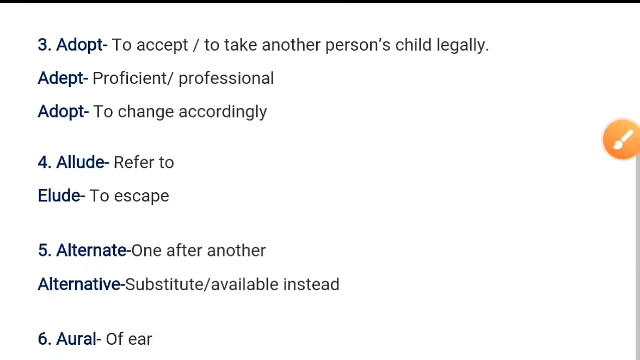 3. Adopt- To accept / to take another person's child legally.
Adept- Proficient/ professional
Adopt- To change accordingly
4. Allude- Refer to
Elude- To escape
5. Alternate-One after another
Alternative-Substitute/available instead
6. Aural- Of ear